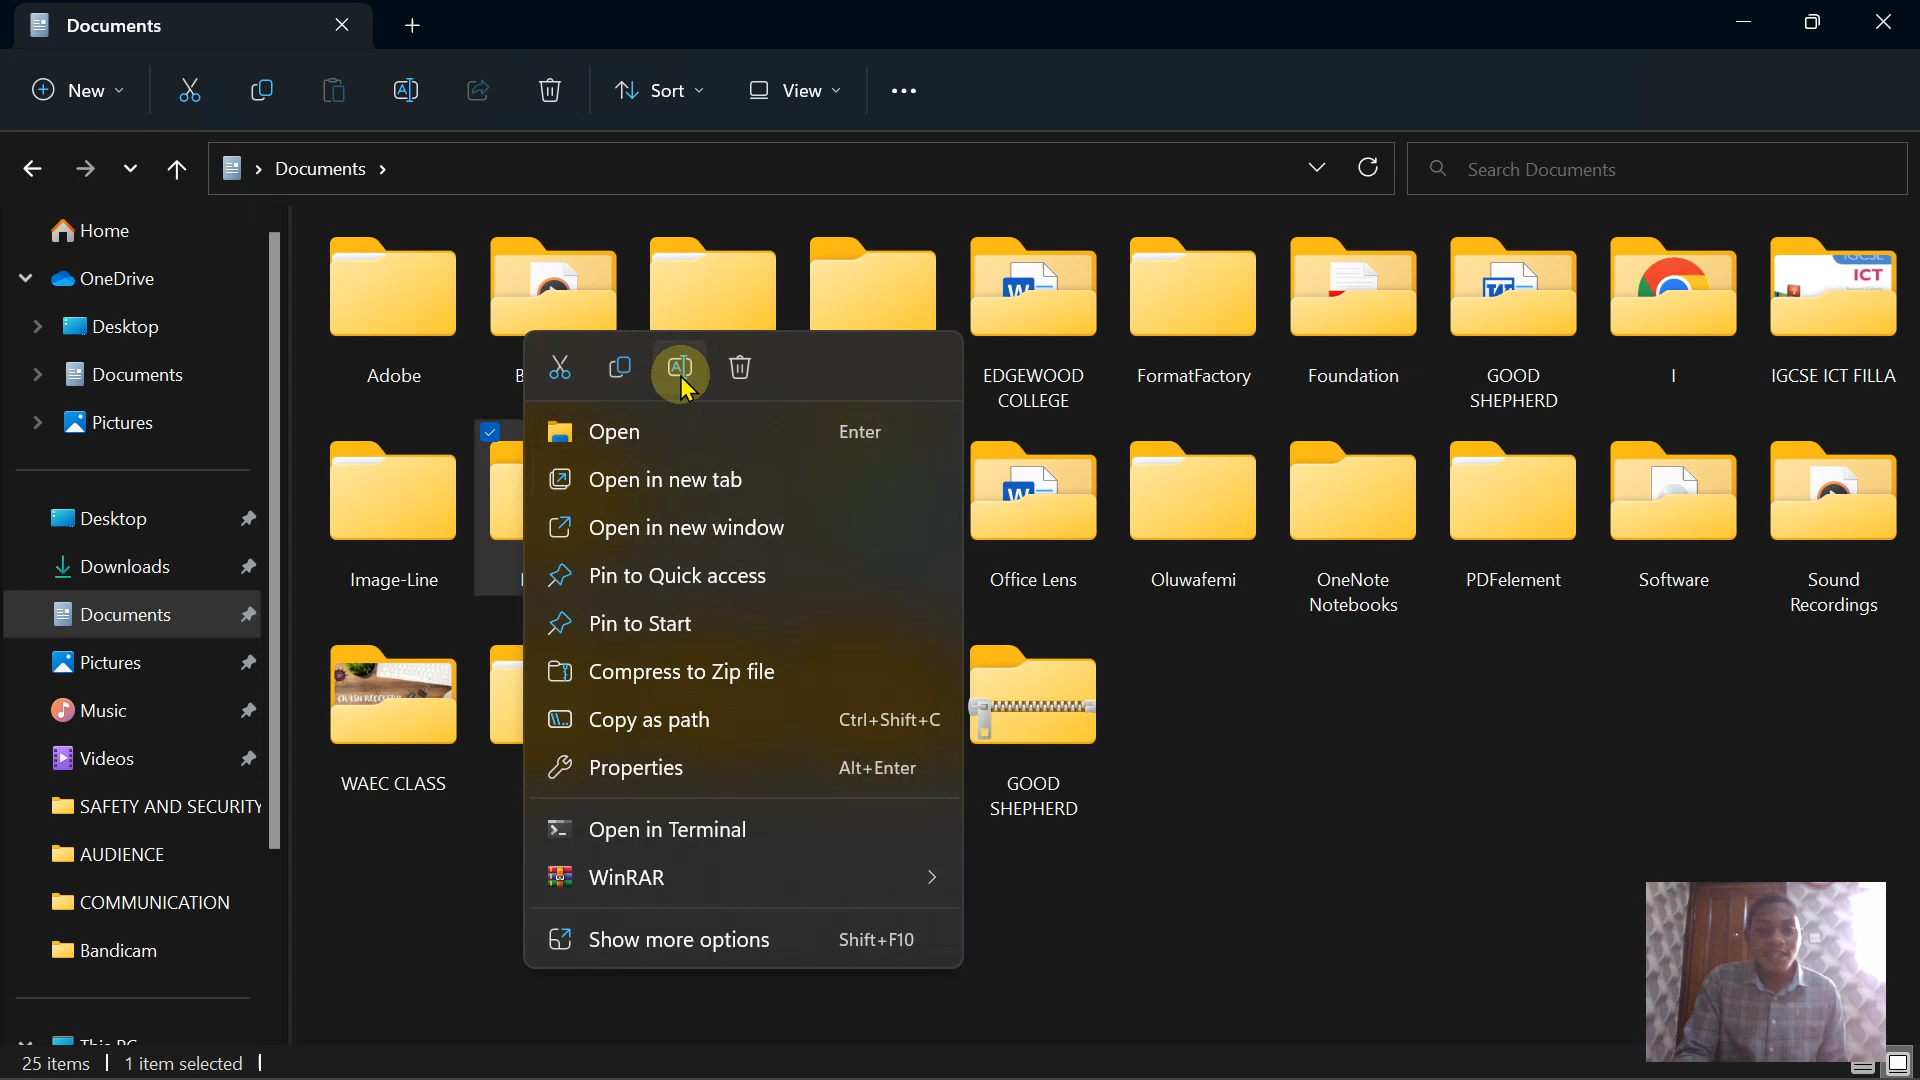 Documents
New
Sort
View
Documents
Search Documents
Home
OneDrive
Desktop
Documents
Pictures
Desktop
Downloads
Documents
Pictures
Music
Videos
SAFETY AND SECURITY
AUDIENCE
COMMUNICATION
Bandicam
Adobe
EDGEWOOD
COLLEGE
FormatFactory
Foundation
GOOD
SHEPHERD
I
IGCSE ICT FILLA
ICT
Image-Line
Office Lens
Oluwafemi
OneNote
Notebooks
PDFelement
Software
Sound
Recordings
WAEC CLASS
GOOD
SHEPHERD
Open Enter
Open in new tab
Open in new window
Pin to Quick access
Pin to Start
Compress to Zip file
Copy as path Ctrl+Shift+C
Properties Alt+Enter
Open in Terminal
WinRAR
Show more options Shift+F10
25 items
1 item selected